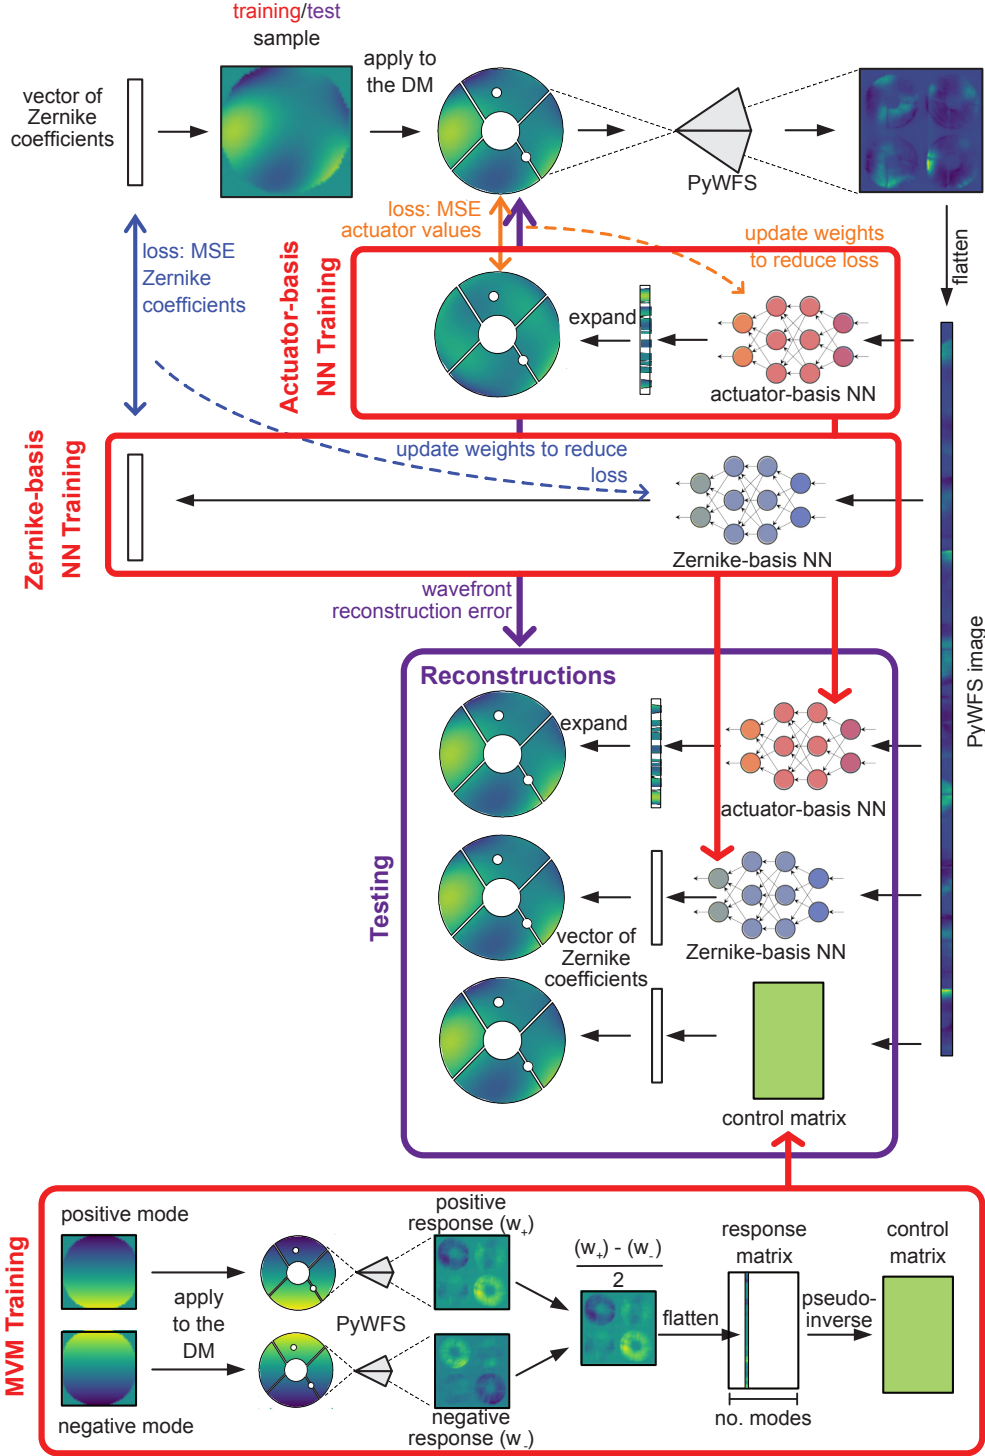 training/test
sample
vector of
Zernike
coefficients
apply to
the DM
PyWFS
loss: MSE
actuator values
loss: MSE
Zernike
coefficients
update weights
to reduce loss
flatten
Actuator-basis
NN Training
expand
actuator-basis NN
Zernike-basis
NN Training
update weights to reduce
loss
Zernike-basis NN
wavefront
reconstruction error
PyWFS image
Reconstructions
Testing
expand
actuator-basis NN
vector of
Zernike
coefficients
Zernike-basis NN
control matrix
MVM Training
positive mode
positive
response (w₊)
apply
to the
DM
PyWFS
negative mode
negative
response (w₋)
(w₊) - (w₋)
2
flatten
response
matrix
pseudo-
inverse
control
matrix
no. modes